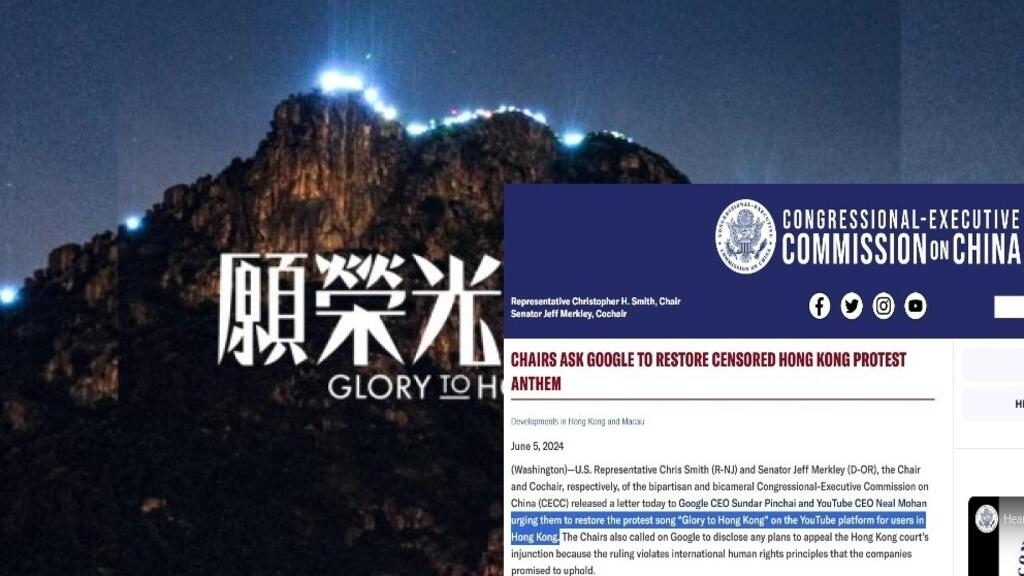 願榮光
GLORY TO HO
CONGRESSIONAL-EXECUTIVE
COMMISSION ON CHINA
Representative Christopher H. Smith, Chair
Senator Jeff Merkley, Cochair
CHAIRS ASK GOOGLE TO RESTORE CENSORED HONG KONG PROTEST
ANTHEM
Developments in Hong Kong and Macau
June 5, 2024
(Washington)—U.S. Representative Chris Smith (R-NJ) and Senator Jeff Merkley (D-OR), the Chair
and Cochair, respectively, of the bipartisan and bicameral Congressional-Executive Commission on
China (CECC) released a letter today to Google CEO Sundar Pinchai and YouTube CEO Neal Mohan
urging them to restore the protest song "Glory to Hong Kong" on the YouTube platform for users in
Hong Kong. The Chairs also called on Google to disclose any plans to appeal the Hong Kong court's
injunction because the ruling violates international human rights principles that the companies
promised to uphold.